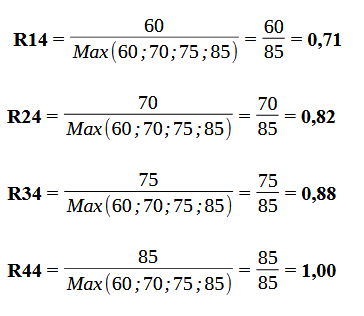 R14 = 60 / Max(60;70;75;85) = 60 / 85 = 0,71
R24 = 70 / Max(60;70;75;85) = 70 / 85 = 0,82
R34 = 75 / Max(60;70;75;85) = 75 / 85 = 0,88
R44 = 85 / Max(60;70;75;85) = 85 / 85 = 1,00